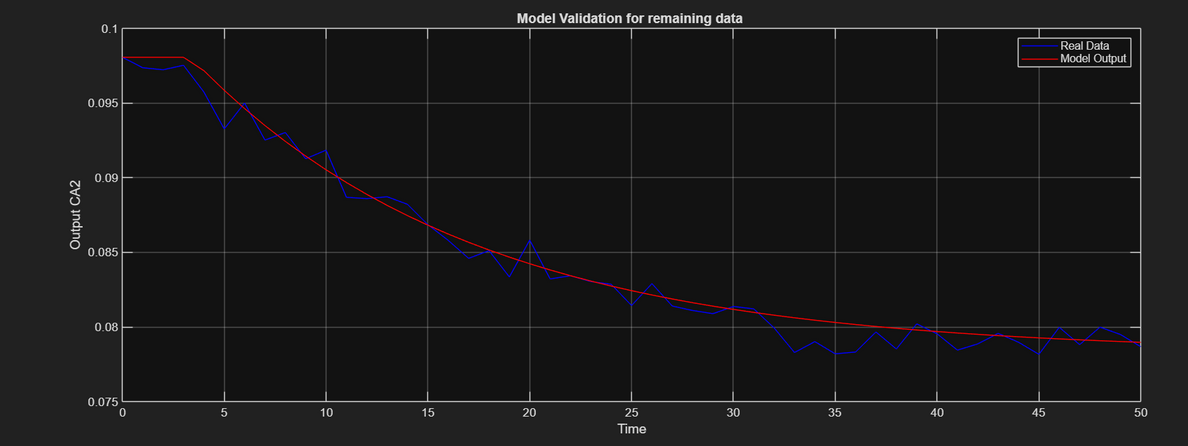 Model Validation for remaining data
Real Data
Model Output
0.1
0.095
0.09
0.085
0.08
0.075
Output CA2
0 5 10 15 20 25 30 35 40 45 50
Time